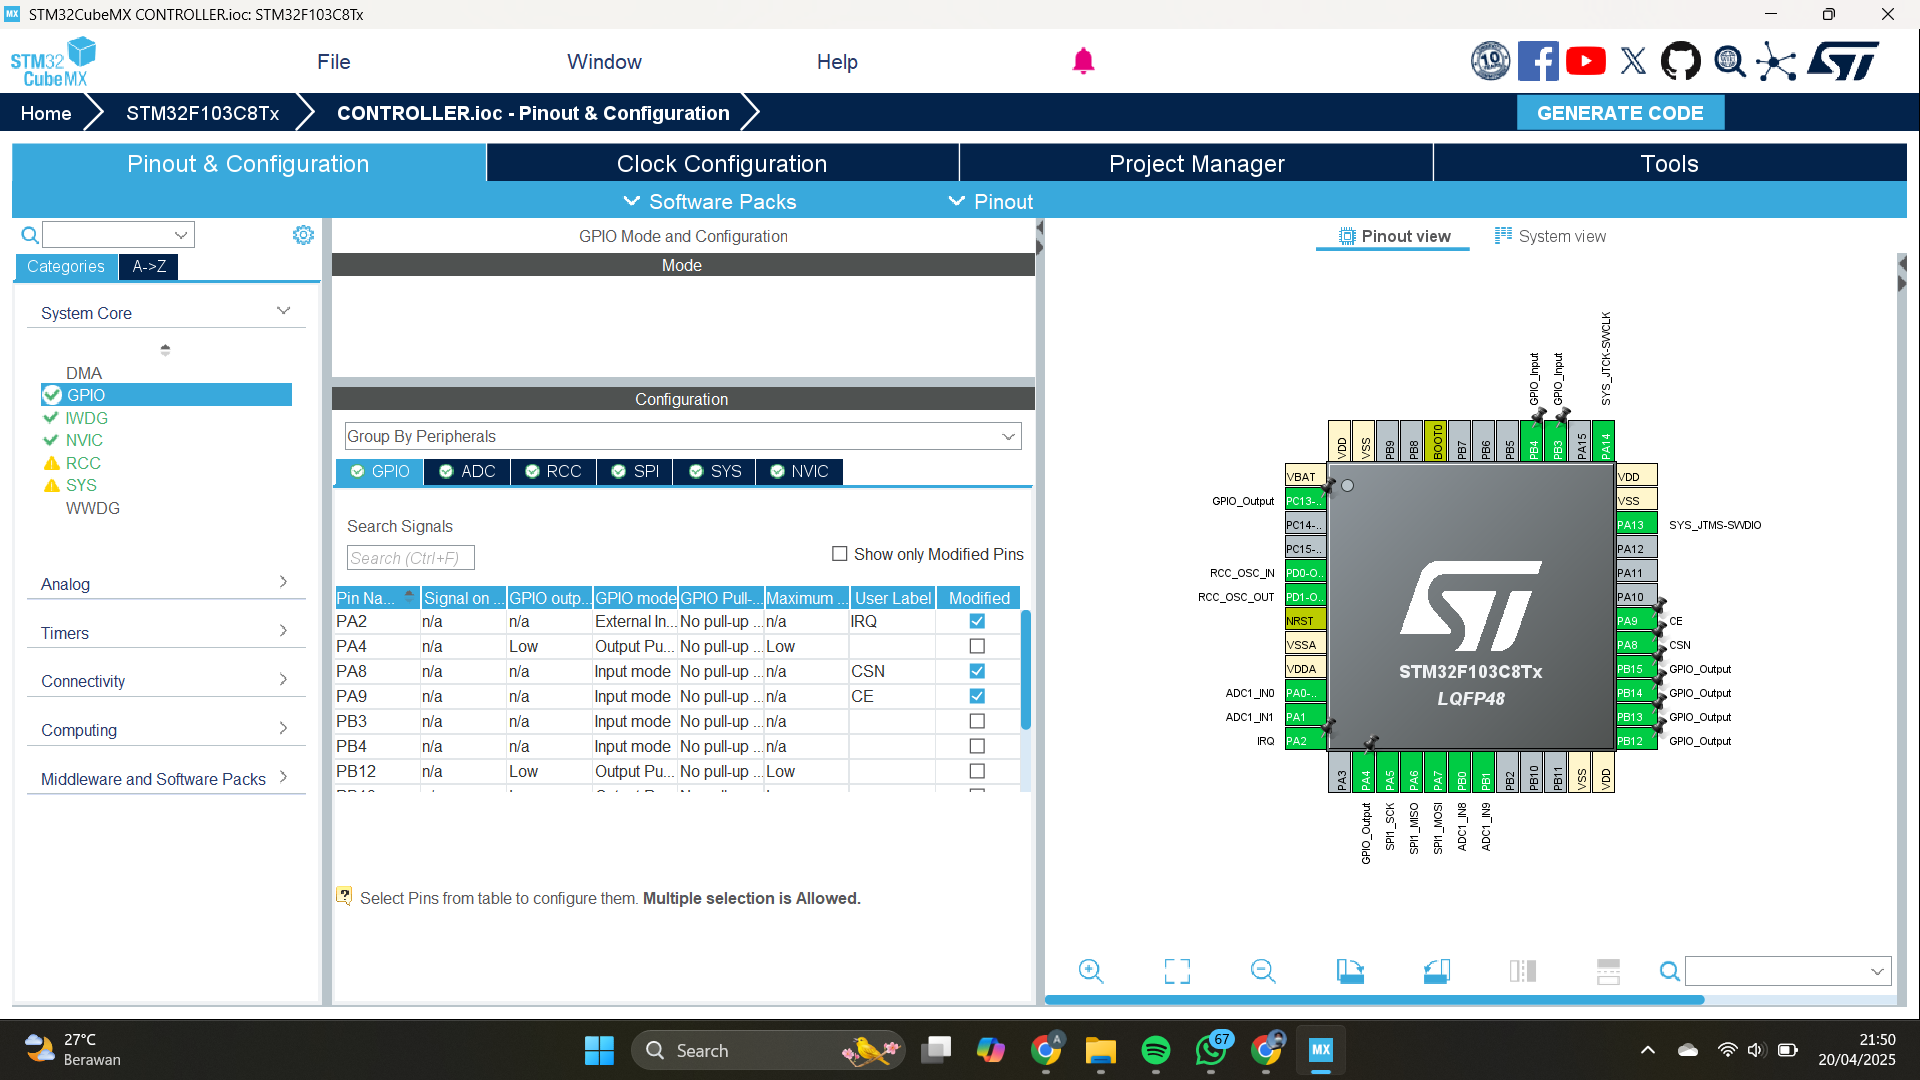 STM32CubeMX CONTROLLER.ioc: STM32F103C8Tx
STM32 CubeMX
File
Window
Help
Home
STM32F103C8Tx
CONTROLLER.ioc - Pinout & Configuration
GENERATE CODE
Pinout & Configuration
Clock Configuration
Project Manager
Tools
Software Packs
Pinout
Categories
A->Z
System Core
DMA
GPIO
IWDG
NVIC
RCC
SYS
WWDG
Analog
Timers
Connectivity
Computing
Middleware and Software Packs
GPIO Mode and Configuration
Mode
Configuration
Group By Peripherals
GPIO ADC RCC SPI SYS NVIC
Search Signals
Search (Ctrl+F)
Show only Modified Pins
Pin Na... Signal on ... GPIO outp... GPIO mode GPIO Pull-... Maximum ... User Label Modified
PA2 n/a n/a External In... No pull-up ... n/a IRQ
PA4 n/a Low Output Pu... No pull-up ... Low
PA8 n/a n/a Input mode No pull-up ... n/a CSN
PA9 n/a n/a Input mode No pull-up ... n/a CE
PB3 n/a n/a Input mode No pull-up ... n/a
PB4 n/a n/a Input mode No pull-up ... n/a
PB12 n/a Low Output Pu... No pull-up ... Low
Select Pins from table to configure them. Multiple selection is Allowed.
Pinout view
System view
GPIO_Input
GPIO_Input
SYS_JTCK-SWCLK
VDD VSS PB9 PB8 BOOT0 PB7 PB6 PB5 PB4 PB3 PA15 PA14
VBAT
GPIO_Output PC13-..
PC14-..
PC15-..
RCC_OSC_IN PD0-O..
RCC_OSC_OUT PD1-O..
NRST
VSSA
VDDA
ADC1_IN0 PA0-..
ADC1_IN1 PA1
IRQ PA2
STM32F103C8Tx
LQFP48
VDD
VSS
PA13 SYS_JTMS-SWDIO
PA12
PA11
PA10
PA9 CE
PA8 CSN
PB15 GPIO_Output
PB14 GPIO_Output
PB13 GPIO_Output
PB12 GPIO_Output
PA3 PA4 PA5 PA6 PA7 PB0 PB1 PB2 PB10 PB11 VSS VDD
GPIO_Output
SPI1_SCK
SPI1_MISO
SPI1_MOSI
ADC1_IN8
ADC1_IN9
27°C
Berawan
Search
67
MX
21:50
20/04/2025